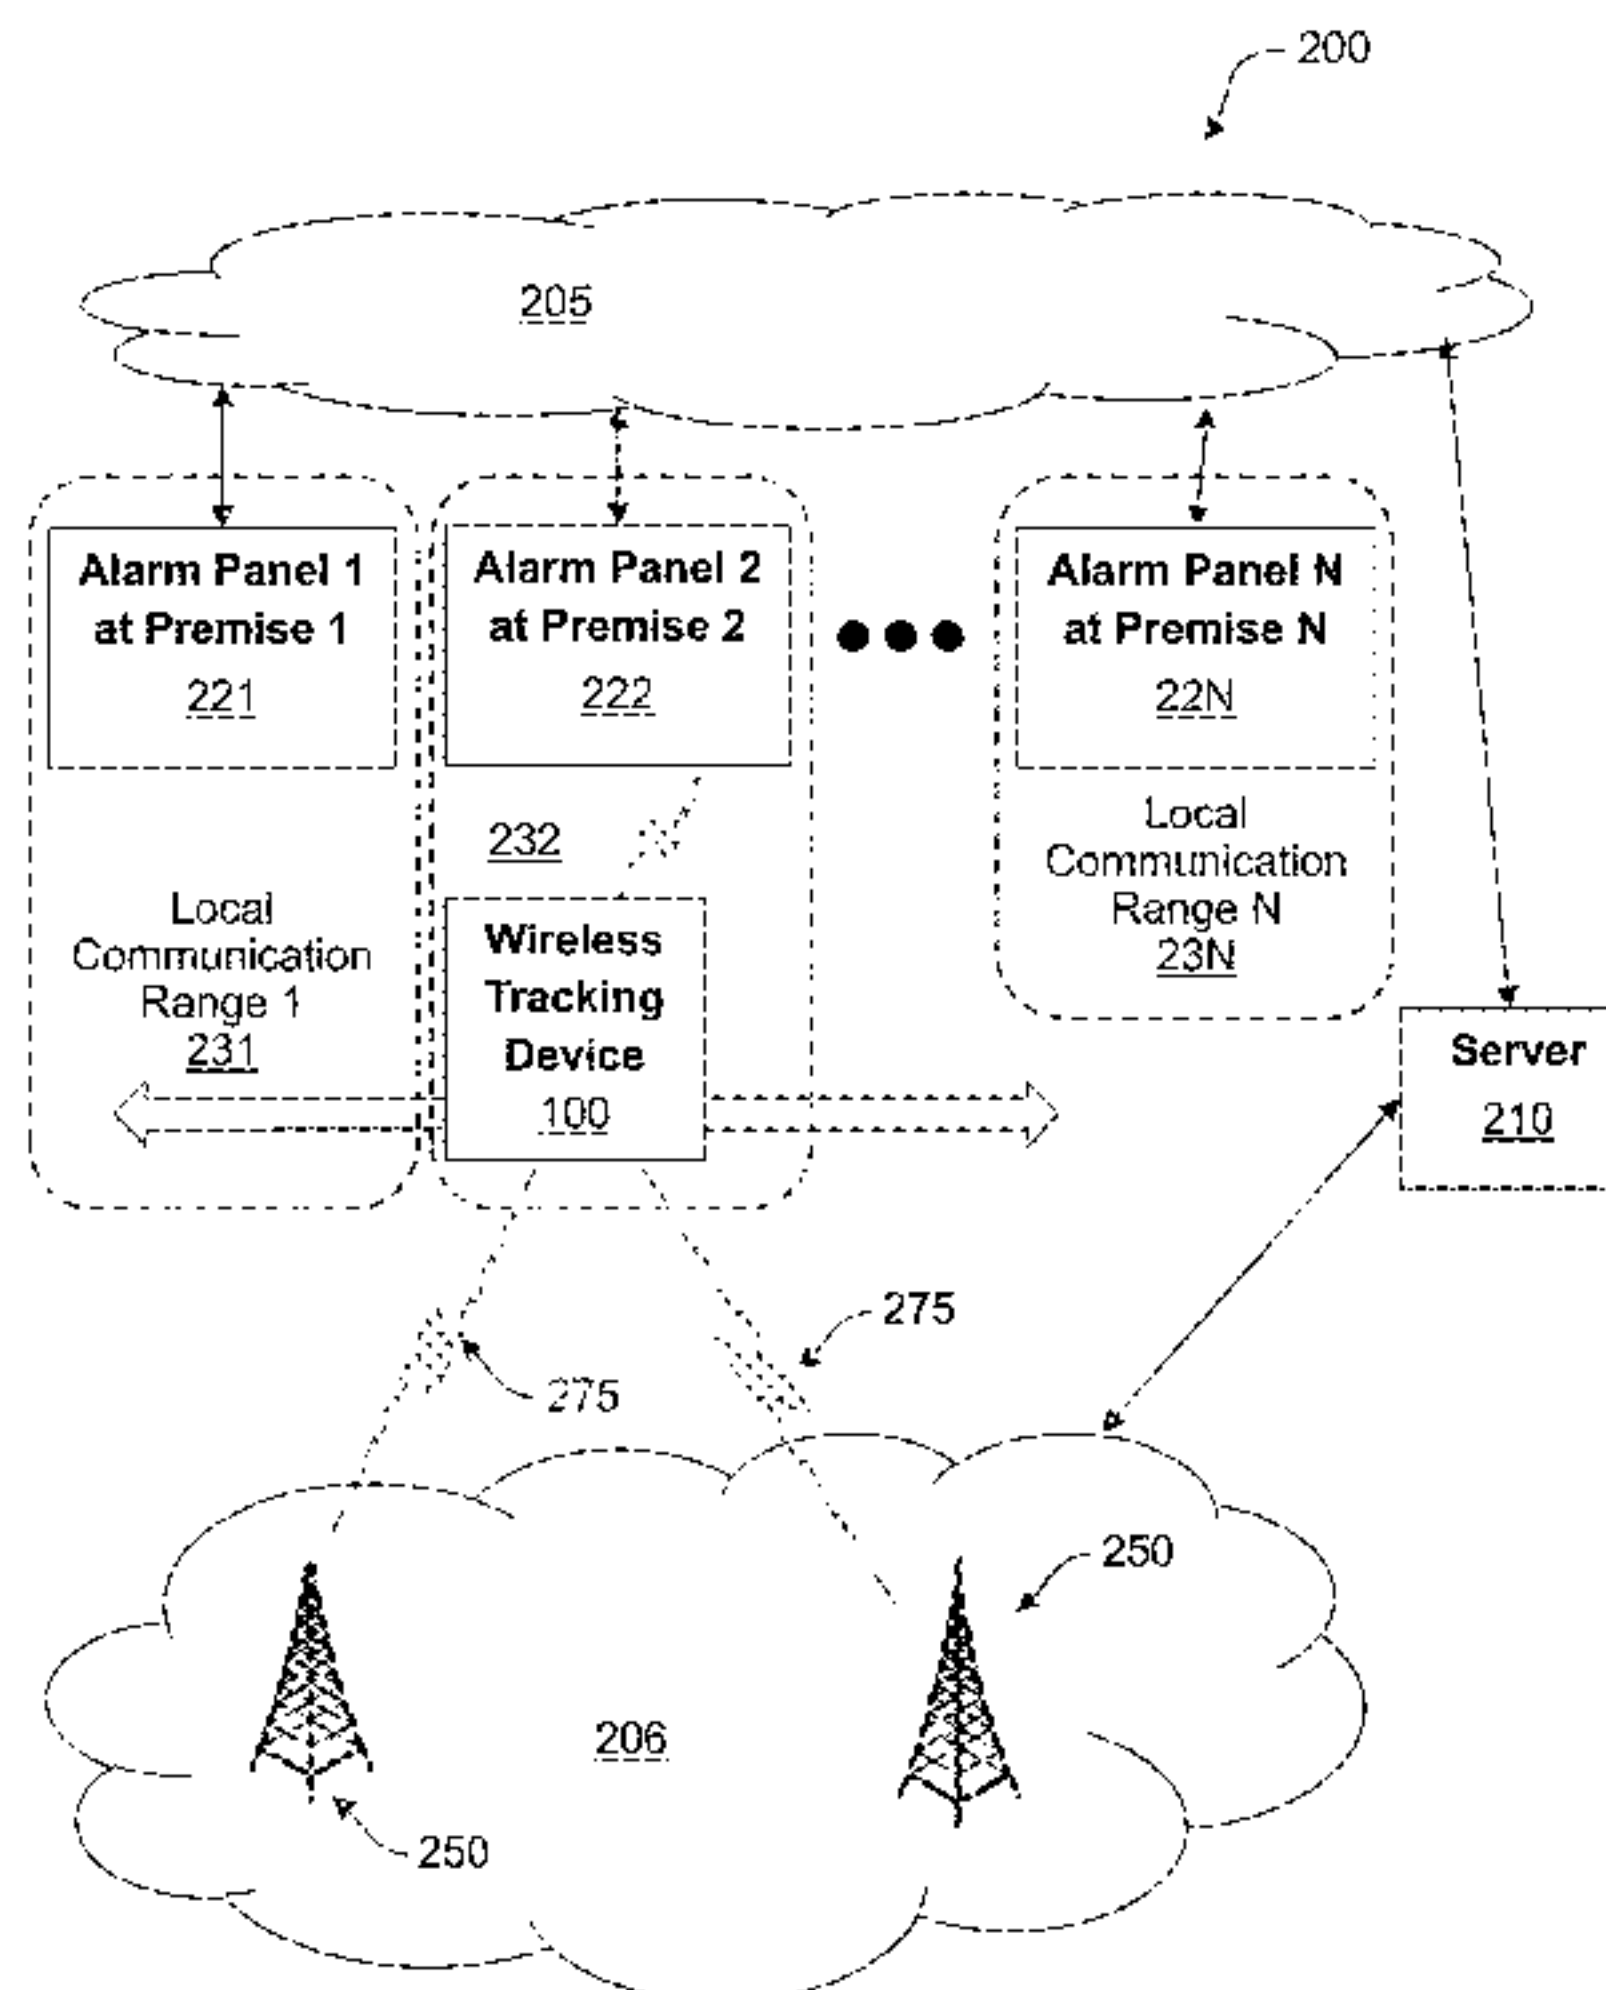 200
205
Alarm Panel 1
at Premise 1
221
Alarm Panel 2
at Premise 2
222
Alarm Panel N
at Premise N
22N
232
Local
Communication
Range N
23N
Local
Communication
Range 1
231
Wireless
Tracking
Device
100
Server
210
275
275
250
206
250